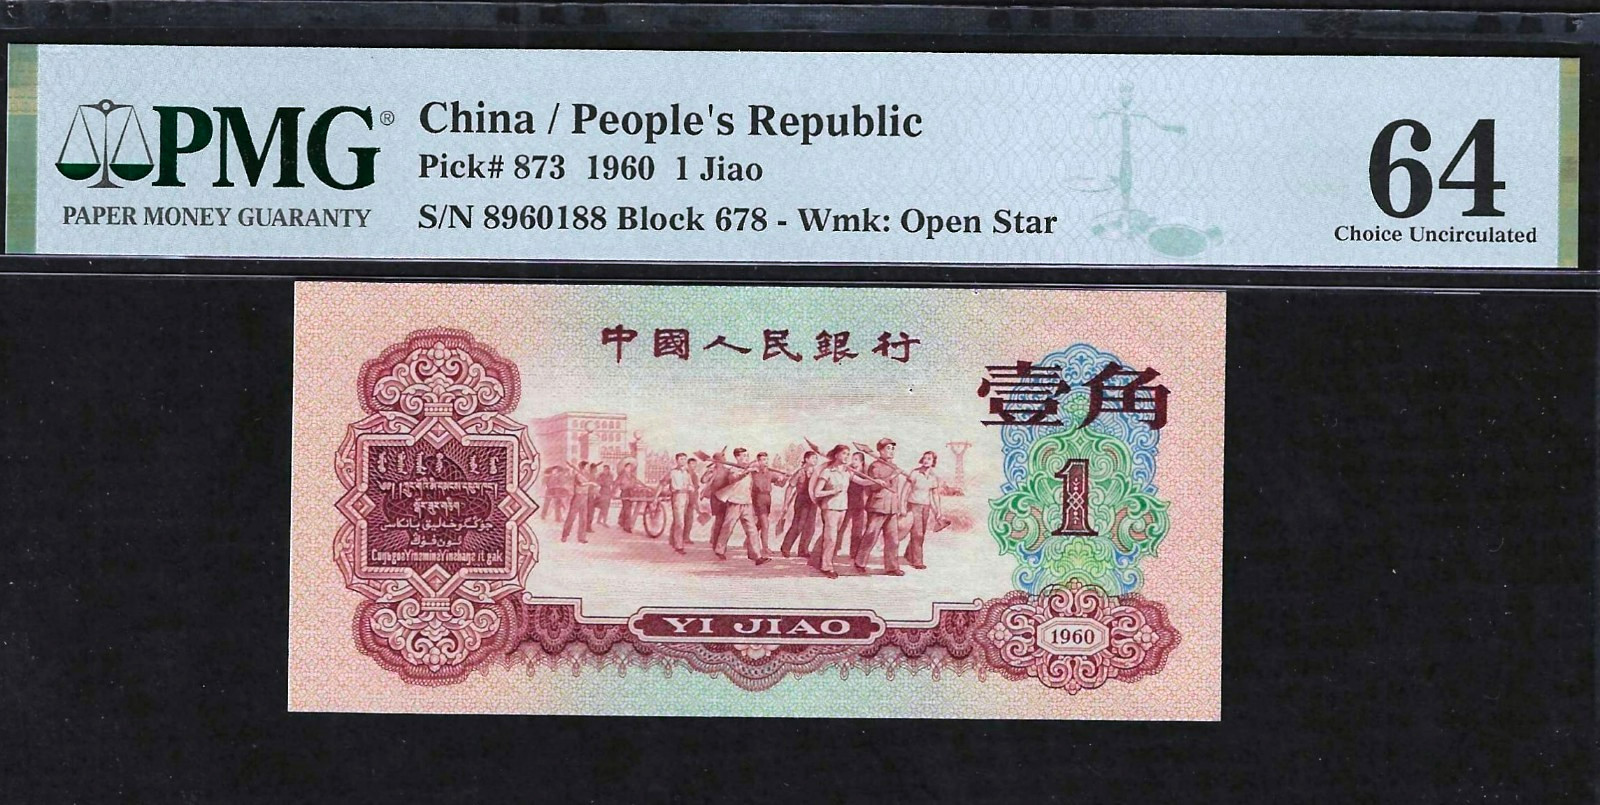 PMG®
PAPER MONEY GUARANTY
China / People's Republic
Pick# 873 1960 1 Jiao
S/N 8960188 Block 678 - Wmk: Open Star
64
Choice Uncirculated
中國人民銀行
壹角
1
YI JIAO
1960